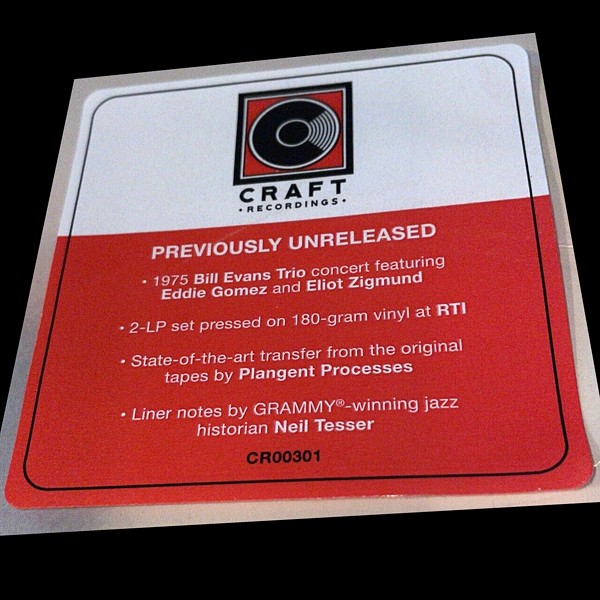 CRAFT
• RECORDINGS •
PREVIOUSLY UNRELEASED
• 1975 Bill Evans Trio concert featuring
Eddie Gomez and Eliot Zigmund
• 2-LP set pressed on 180-gram vinyl at RTI
• State-of-the-art transfer from the original
tapes by Plangent Processes
• Liner notes by GRAMMY®-winning jazz
historian Neil Tesser
CR00301